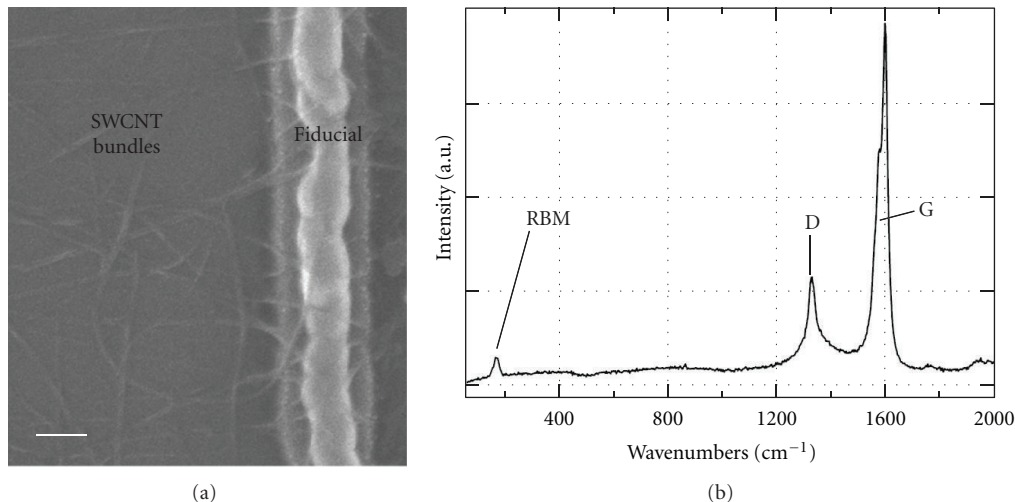 SWCNT
bundles
Fiducial
(a)
Intensity (a.u.)
RBM
D
G
400
800
1200
1600
2000
Wavenumbers (cm⁻¹)
(b)